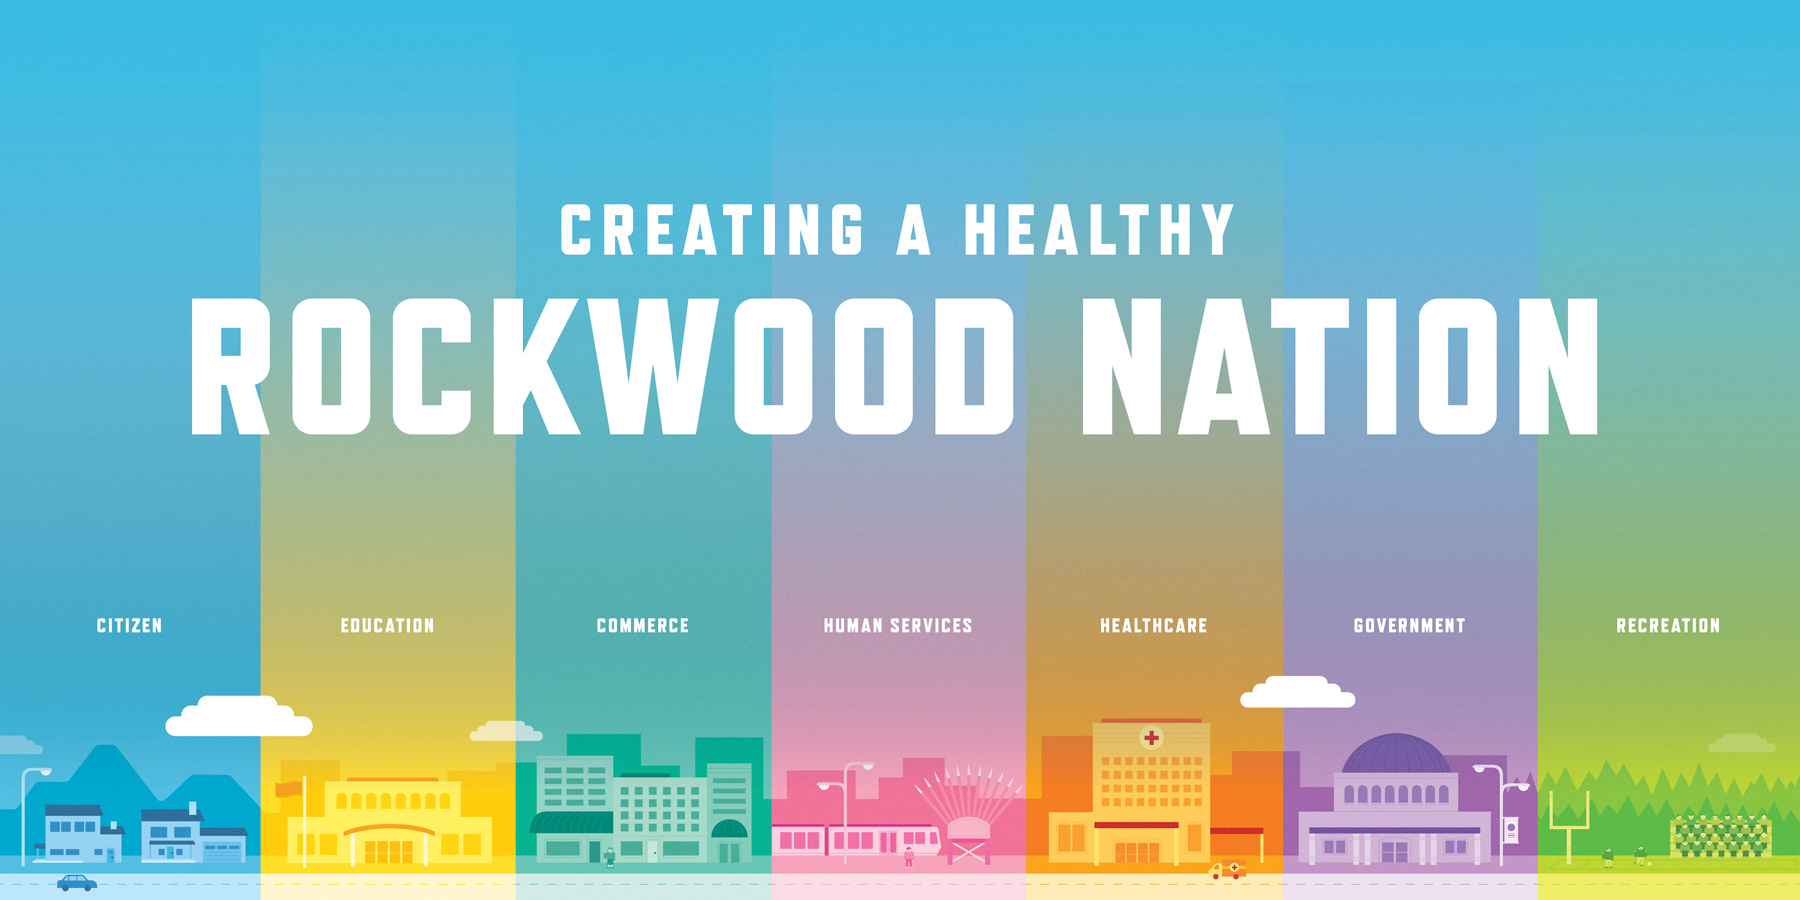 CREATING A HEALTHY
ROCKWOOD NATION
CITIZEN
EDUCATION
COMMERCE
HUMAN SERVICES
HEALTHCARE
GOVERNMENT
RECREATION